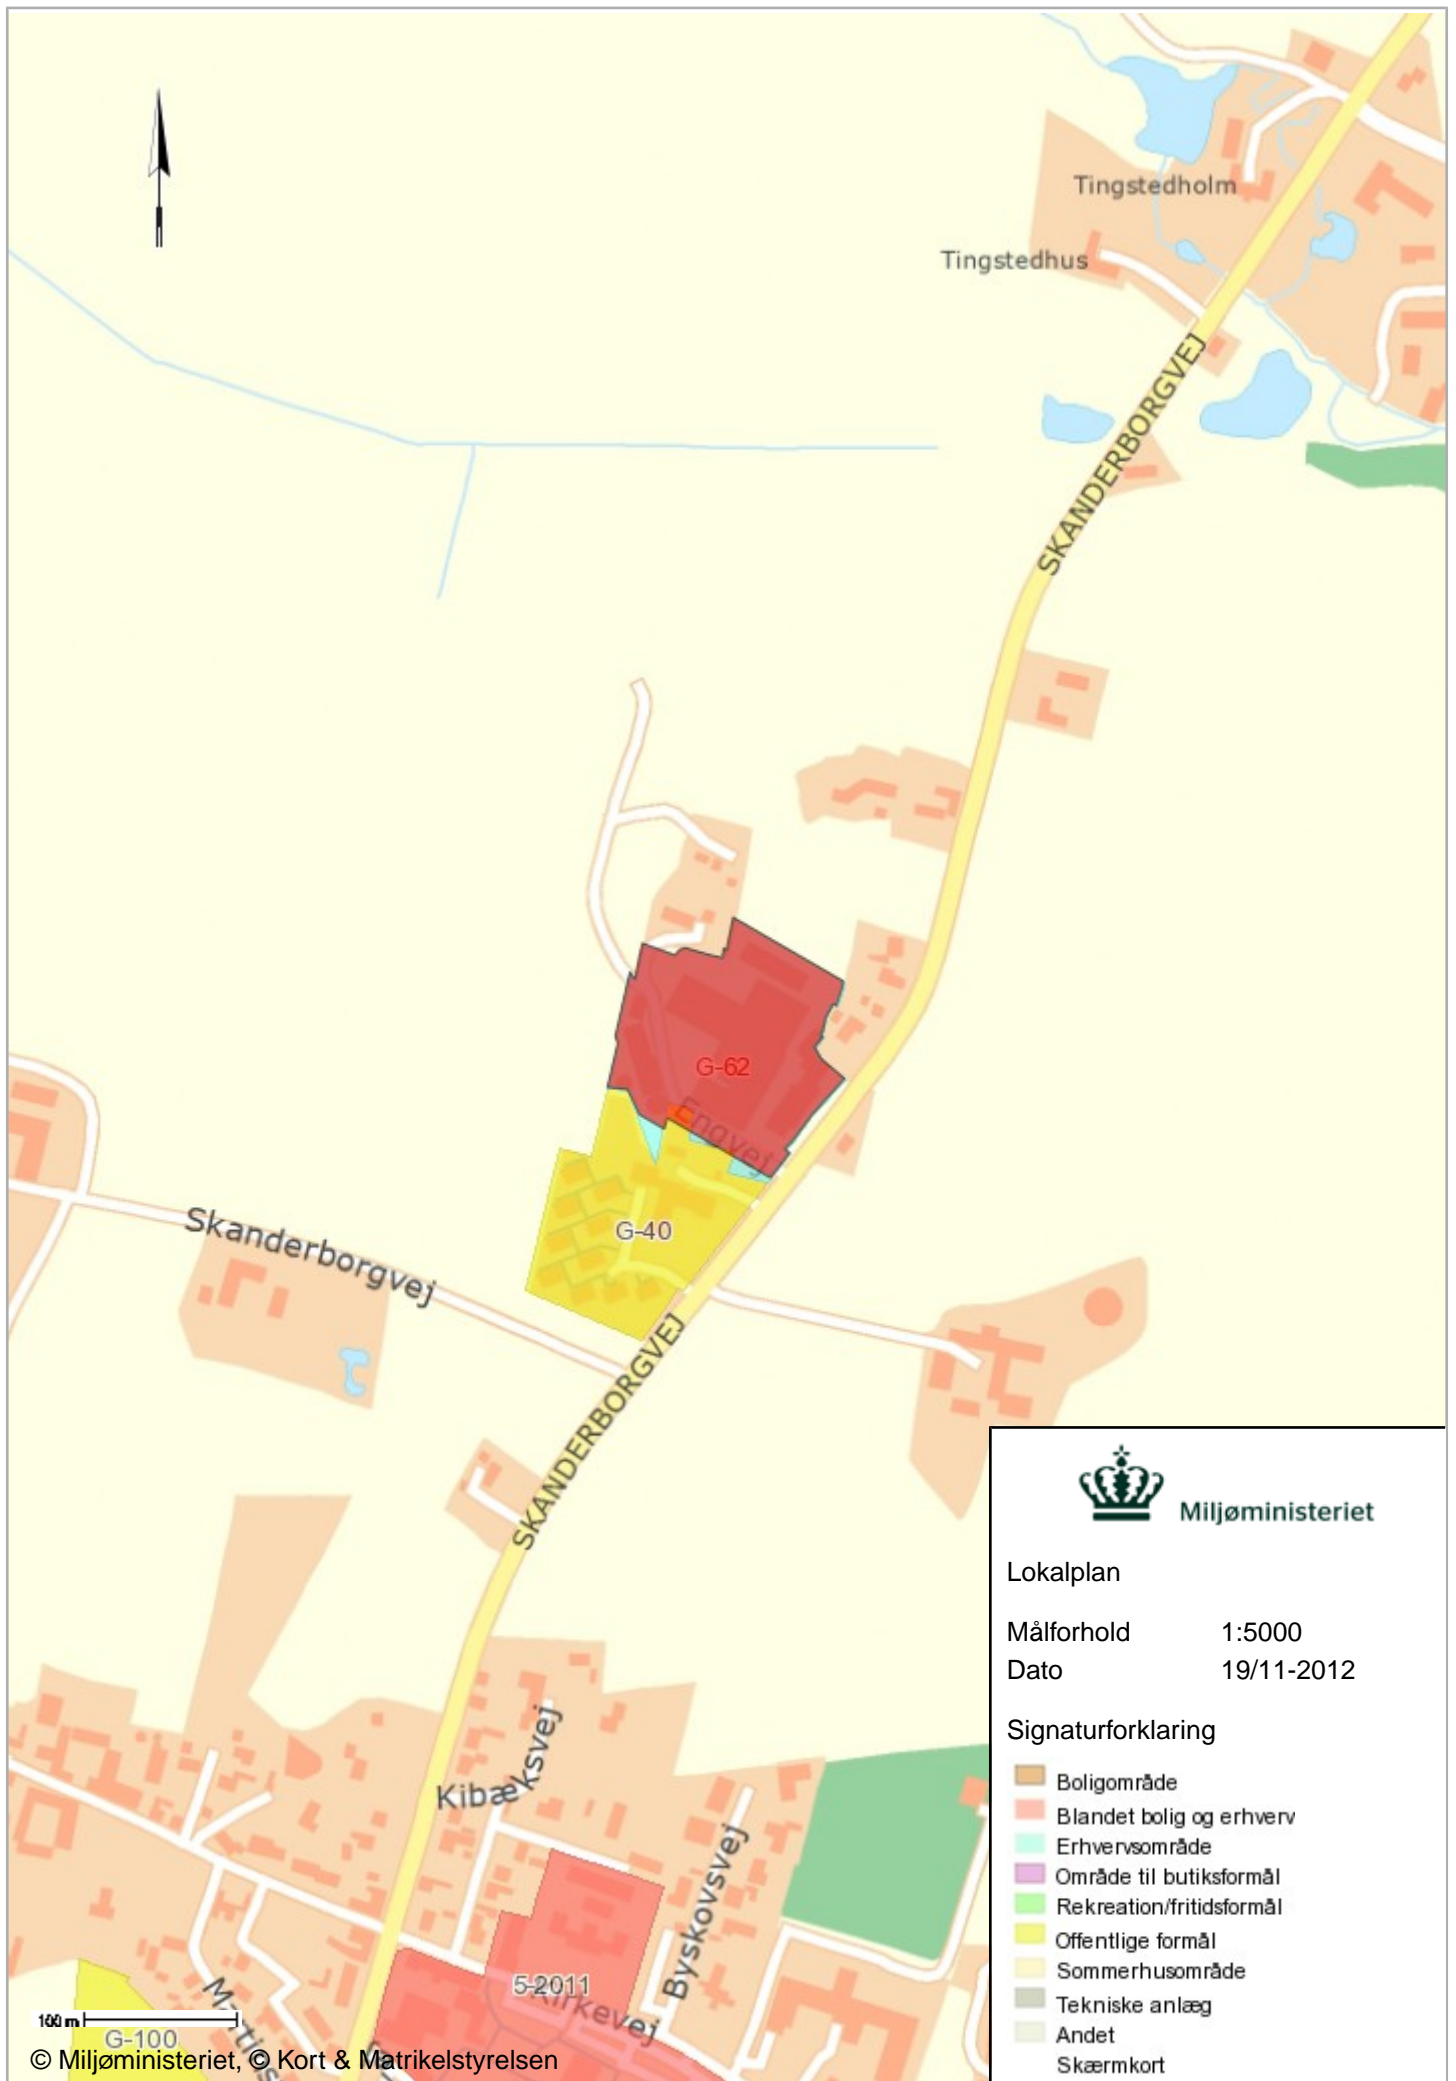 Tingstedholm
Tingstedhus
SKANDERBORGVEJ
G-62
Engvej
Skanderborgvej
G-40
SKANDERBORGVEJ
Miljøministeriet
Lokalplan
Målforhold 1:5000
Dato 19/11-2012
Signaturforklaring
Boligområde
Blandet bolig og erhverv
Erhvervsområde
Område til butiksformål
Rekreation/fritidsformål
Offentlige formål
Sommerhusområde
Tekniske anlæg
Andet
Skærmkort
Kibæksvej
Byskovsvej
5-2011
Kirkevej
100 m
G-100
© Miljøministeriet, © Kort & Matrikelstyrelsen